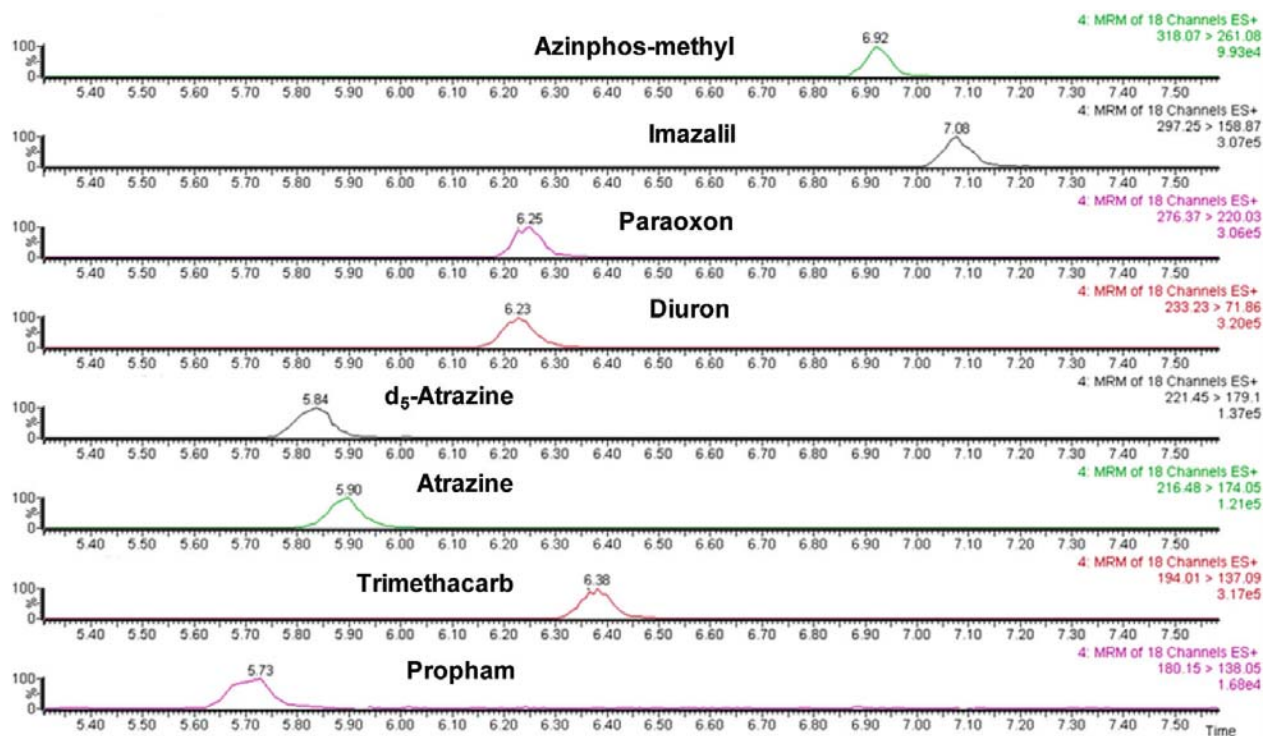 4: MRM of 18 Channels ES+
318.07 > 261.08
9.93e4
Azinphos-methyl
6.92
100
%
0
5.40 5.50 5.60 5.70 5.80 5.90 6.00 6.10 6.20 6.30 6.40 6.50 6.60 6.70 6.80 6.90 7.00 7.10 7.20 7.30 7.40 7.50
4: MRM of 18 Channels ES+
297.25 > 158.87
3.07e5
Imazalil
7.08
100
%
0
5.40 5.50 5.60 5.70 5.80 5.90 6.00 6.10 6.20 6.30 6.40 6.50 6.60 6.70 6.80 6.90 7.00 7.10 7.20 7.30 7.40 7.50
4: MRM of 18 Channels ES+
276.37 > 220.03
3.06e5
Paraoxon
6.25
100
%
0
5.40 5.50 5.60 5.70 5.80 5.90 6.00 6.10 6.20 6.30 6.40 6.50 6.60 6.70 6.80 6.90 7.00 7.10 7.20 7.30 7.40 7.50
4: MRM of 18 Channels ES+
233.23 > 71.86
3.20e5
Diuron
6.23
100
%
0
5.40 5.50 5.60 5.70 5.80 5.90 6.00 6.10 6.20 6.30 6.40 6.50 6.60 6.70 6.80 6.90 7.00 7.10 7.20 7.30 7.40 7.50
4: MRM of 18 Channels ES+
221.45 > 179.1
1.37e5
d₅-Atrazine
5.84
100
%
0
5.40 5.50 5.60 5.70 5.80 5.90 6.00 6.10 6.20 6.30 6.40 6.50 6.60 6.70 6.80 6.90 7.00 7.10 7.20 7.30 7.40 7.50
4: MRM of 18 Channels ES+
216.48 > 174.05
1.21e5
Atrazine
5.90
100
%
0
5.40 5.50 5.60 5.70 5.80 5.90 6.00 6.10 6.20 6.30 6.40 6.50 6.60 6.70 6.80 6.90 7.00 7.10 7.20 7.30 7.40 7.50
4: MRM of 18 Channels ES+
194.01 > 137.09
3.17e5
Trimethacarb
6.38
100
%
0
5.40 5.50 5.60 5.70 5.80 5.90 6.00 6.10 6.20 6.30 6.40 6.50 6.60 6.70 6.80 6.90 7.00 7.10 7.20 7.30 7.40 7.50
4: MRM of 18 Channels ES+
180.15 > 138.05
1.68e4
Propham
5.73
100
%
0
5.40 5.50 5.60 5.70 5.80 5.90 6.00 6.10 6.20 6.30 6.40 6.50 6.60 6.70 6.80 6.90 7.00 7.10 7.20 7.30 7.40 7.50
Time